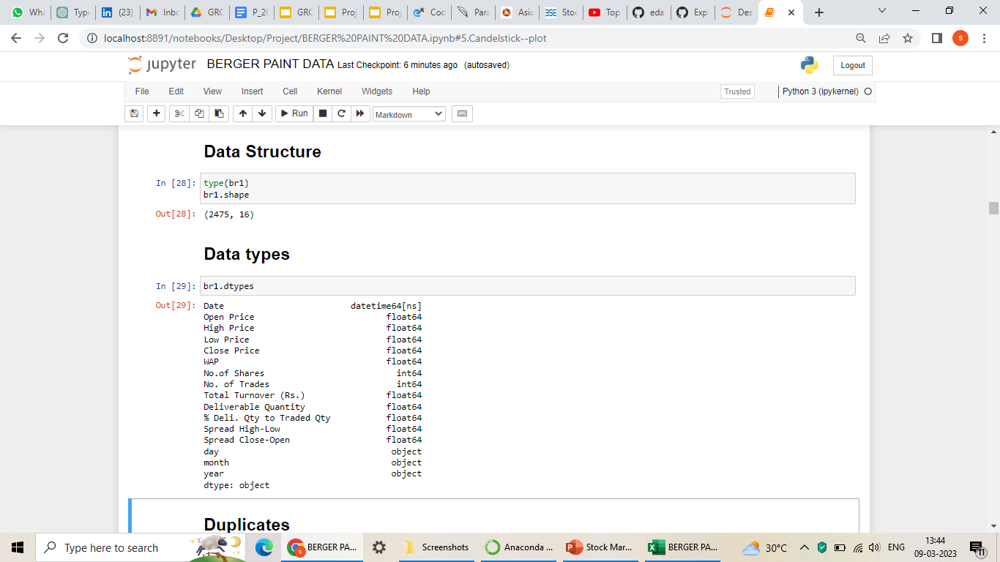 Wha
Type
(23)
Inbo
GRC
P_20
GRC
Proj
Proj
Cod
Para
Asia
Stoc
Top
eda
Expl
Des
localhost:8891/notebooks/Desktop/Project/BERGER%20PAINT%20DATA.ipynb#5.Candelstick--plot
S
jupyter BERGER PAINT DATA Last Checkpoint: 6 minutes ago (autosaved)
Logout
File Edit View Insert Cell Kernel Widgets Help
Trusted
Python 3 (ipykernel)
Run
Markdown
Data Structure
In [28]: type(br1)
br1.shape
Out[28]: (2475, 16)
Data types
In [29]: br1.dtypes
Out[29]: Date datetime64[ns]
Open Price float64
High Price float64
Low Price float64
Close Price float64
WAP float64
No.of Shares int64
No. of Trades int64
Total Turnover (Rs.) float64
Deliverable Quantity float64
% Deli. Qty to Traded Qty float64
Spread High-Low float64
Spread Close-Open float64
day object
month object
year object
dtype: object
Duplicates
Type here to search
BERGER PA...
Screenshots
Anaconda ...
Stock Mar...
BERGER PA...
30°C
ENG
13:44
09-03-2023
11